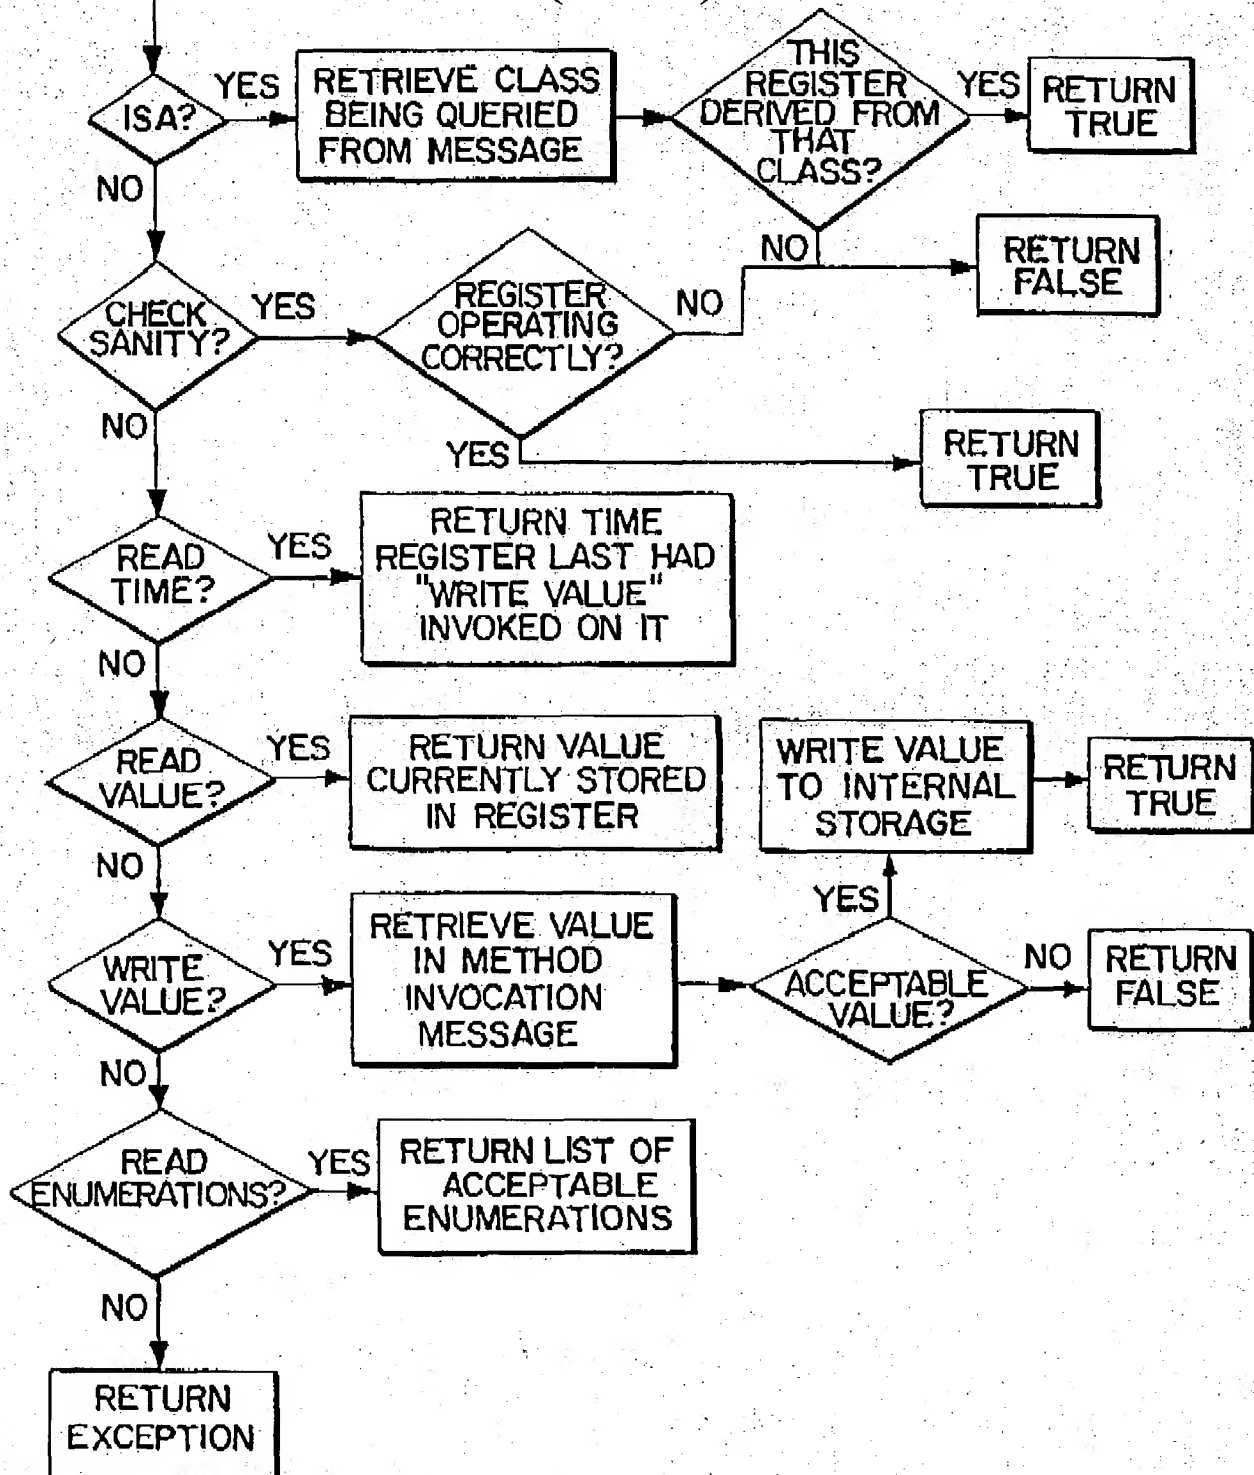 ISA?
YES
RETRIEVE CLASS
BEING QUERIED
FROM MESSAGE
THIS
REGISTER
DERIVED FROM
THAT
CLASS?
YES
RETURN
TRUE
NO
NO
RETURN
FALSE
CHECK
SANITY?
YES
REGISTER
OPERATING
CORRECTLY?
NO
NO
YES
RETURN
TRUE
READ
TIME?
YES
RETURN TIME
REGISTER LAST HAD
"WRITE VALUE"
INVOKED ON IT
NO
READ
VALUE?
YES
RETURN VALUE
CURRENTLY STORED
IN REGISTER
WRITE VALUE
TO INTERNAL
STORAGE
RETURN
TRUE
NO
YES
WRITE
VALUE?
YES
RETRIEVE VALUE
IN METHOD
INVOCATION
MESSAGE
ACCEPTABLE
VALUE?
NO
RETURN
FALSE
NO
READ
ENUMERATIONS?
YES
RETURN LIST OF
ACCEPTABLE
ENUMERATIONS
NO
RETURN
EXCEPTION